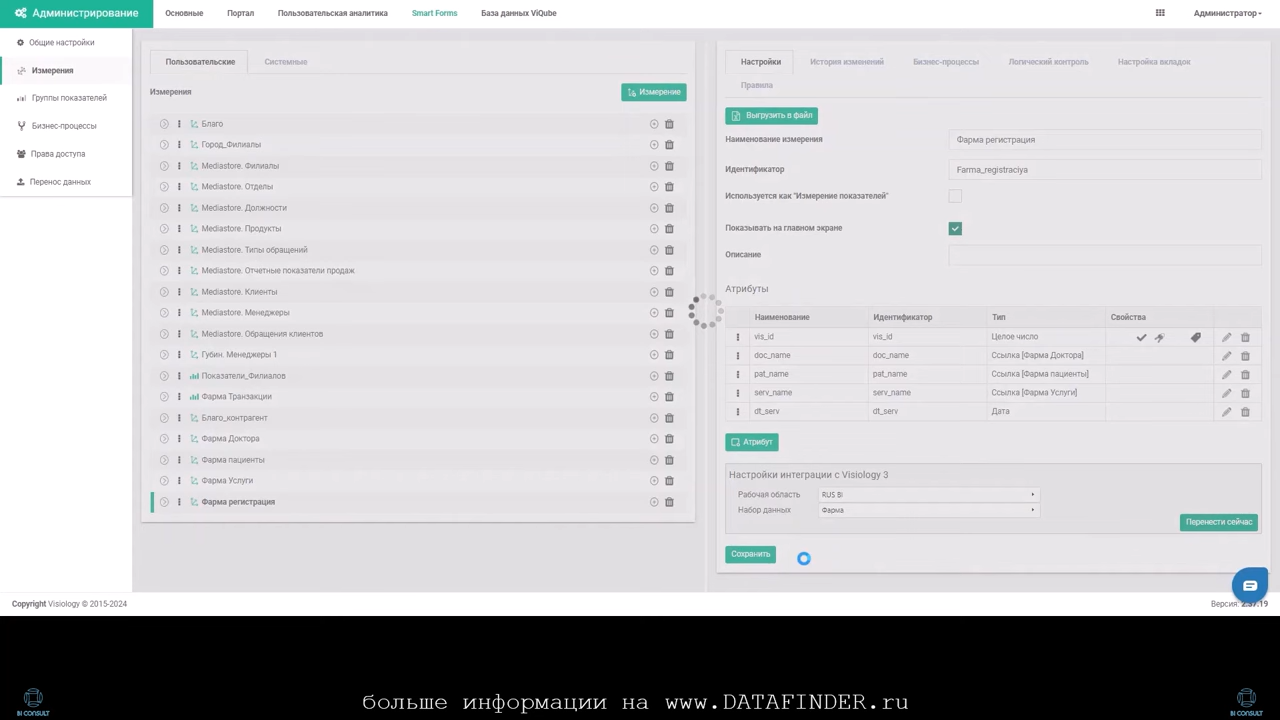 Администрирование
Основные
Портал
Пользовательская аналитика
Smart Forms
База данных ViQube
Администратор
Общие настройки
Измерения
Группы показателей
Бизнес-процессы
Права доступа
Перенос данных
Пользовательские
Системные
Измерения
Измерение
Благо
Город_Филиалы
Mediastore. Филиалы
Mediastore. Отделы
Mediastore. Должности
Mediastore. Продукты
Mediastore. Типы обращений
Mediastore. Отчетные показатели продаж
Mediastore. Клиенты
Mediastore. Менеджеры
Mediastore. Обращения клиентов
Губин. Менеджеры 1
Показатели_Филиалов
Фарма Транзакции
Благо_контрагент
Фарма Доктора
Фарма пациенты
Фарма Услуги
Фарма регистрация
Настройки
История изменений
Бизнес-процессы
Логический контроль
Настройка вкладок
Правила
Выгрузить в файл
Наименование измерения
Фарма регистрация
Идентификатор
Farma_registraciya
Используется как "Измерение показателей"
Показывать на главном экране
Описание
Атрибуты
Наименование Идентификатор Тип Свойства
vis_id vis_id Целое число
doc_name doc_name Ссылка [Фарма Доктора]
pat_name pat_name Ссылка [Фарма пациенты]
serv_name serv_name Ссылка [Фарма Услуги]
dt_serv dt_serv Дата
Атрибут
Настройки интеграции с Visiology 3
Рабочая область RUS BI
Набор данных Фарма
Перенести сейчас
Сохранить
Copyright Visiology © 2015-2024
Версия: 2.37.19
больше информации на www.DATAFINDER.ru
IN CONSULT
IN CONSULT